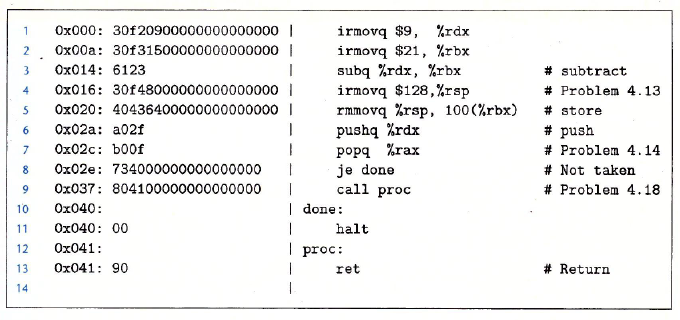 1 0x000: 30f20900000000000000 | irmovq $9, %rdx
2 0x00a: 30f31500000000000000 | irmovq $21, %rbx
3 0x014: 6123 | subq %rdx, %rbx # subtract
4 0x016: 30f48000000000000000 | irmovq $128,%rsp # Problem 4.13
5 0x020: 40436400000000000000 | rmmovq %rsp, 100(%rbx) # store
6 0x02a: a02f | pushq %rdx # push
7 0x02c: b00f | popq %rax # Problem 4.14
8 0x02e: 734000000000000000 | je done # Not taken
9 0x037: 804100000000000000 | call proc # Problem 4.18
10 0x040: | done:
11 0x040: 00 | halt
12 0x041: | proc:
13 0x041: 90 | ret # Return
14 |